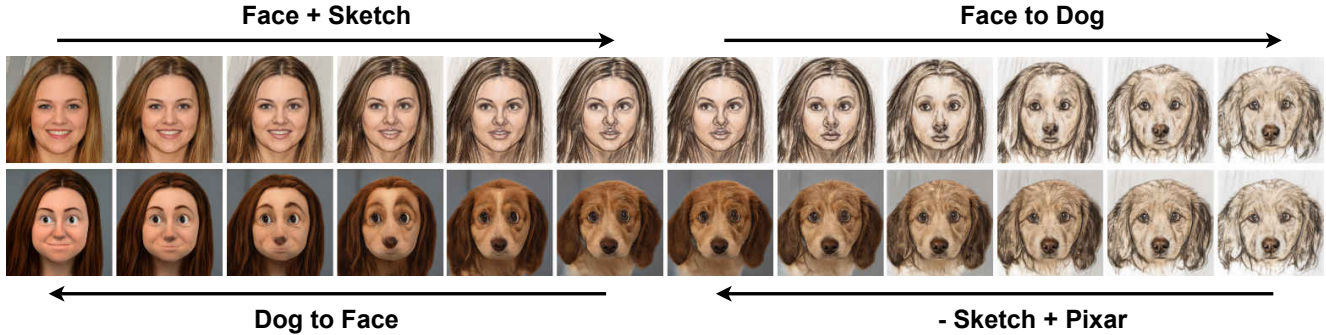 Face + Sketch
Face to Dog
Dog to Face
- Sketch + Pixar